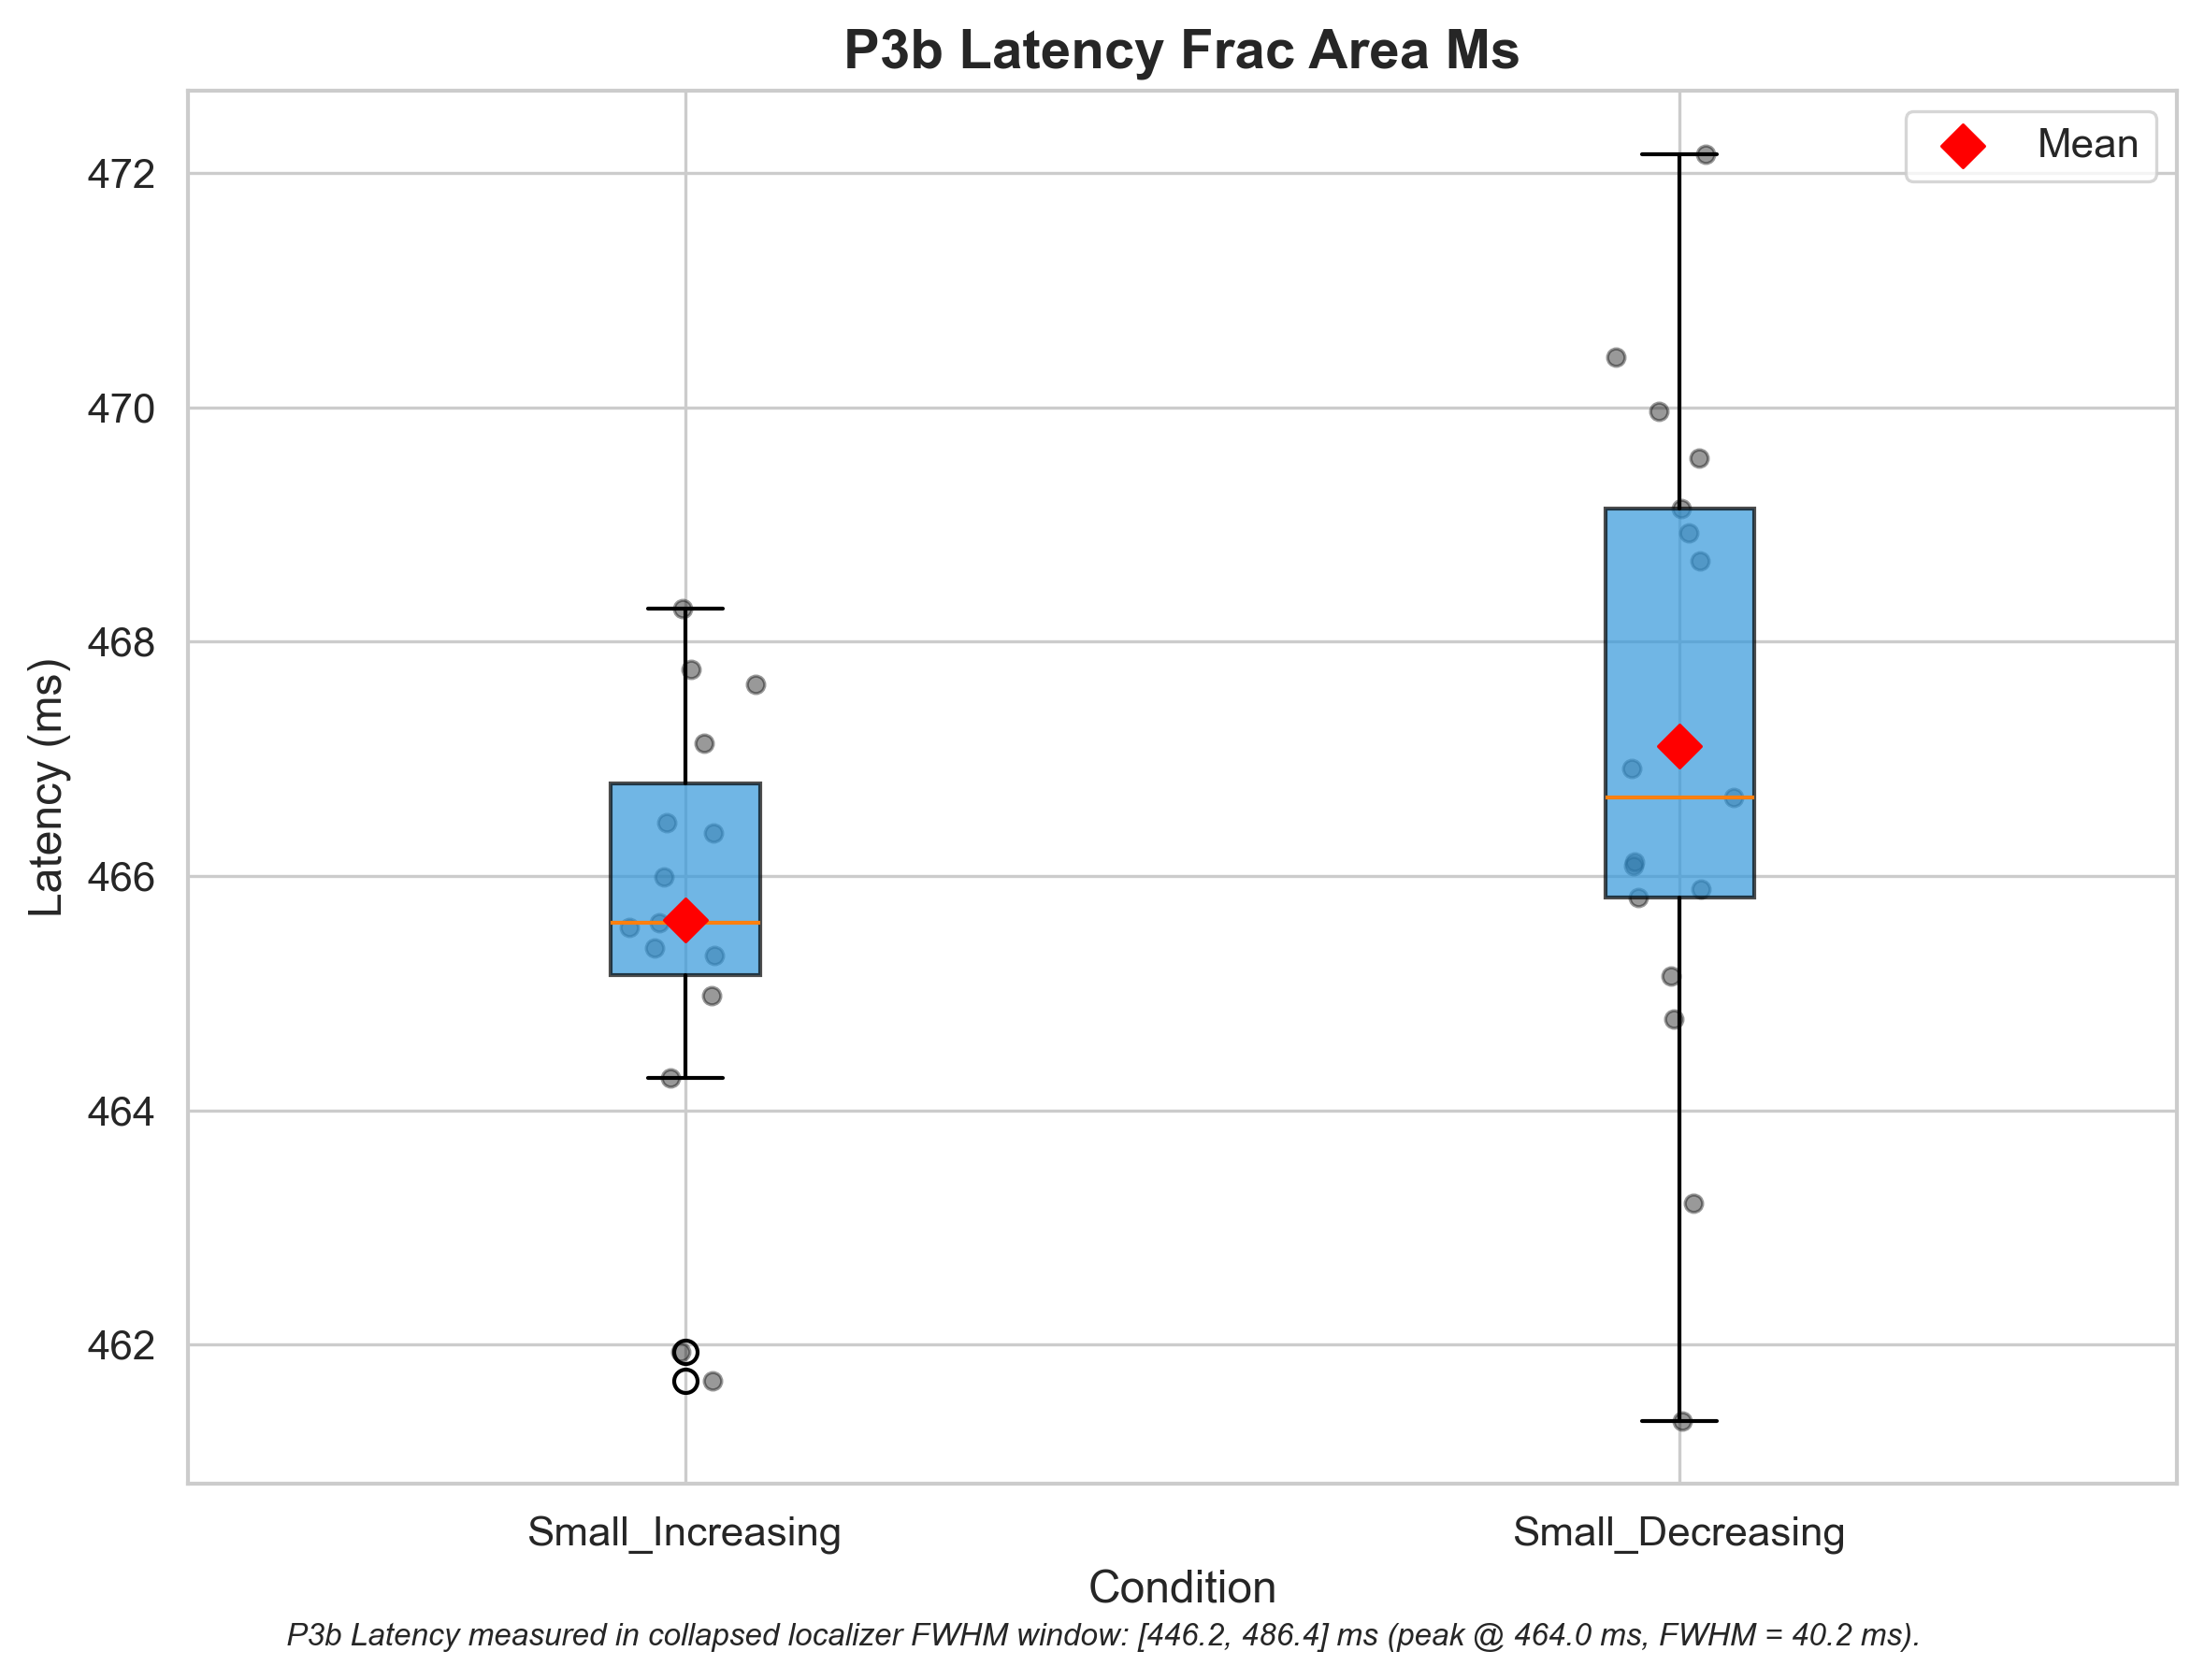 P3b Latency Frac Area Ms
Mean
472
470
468
466
464
462
Latency (ms)
Small_Increasing
Small_Decreasing
Condition
P3b Latency measured in collapsed localizer FWHM window: [446.2, 486.4] ms (peak @ 464.0 ms, FWHM = 40.2 ms).